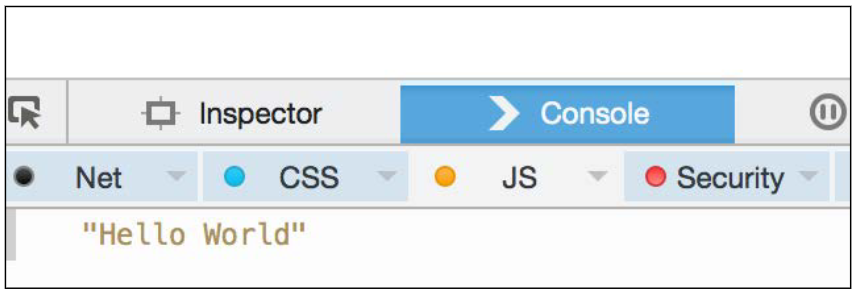 Inspector Console
Net CSS JS Security
"Hello World"